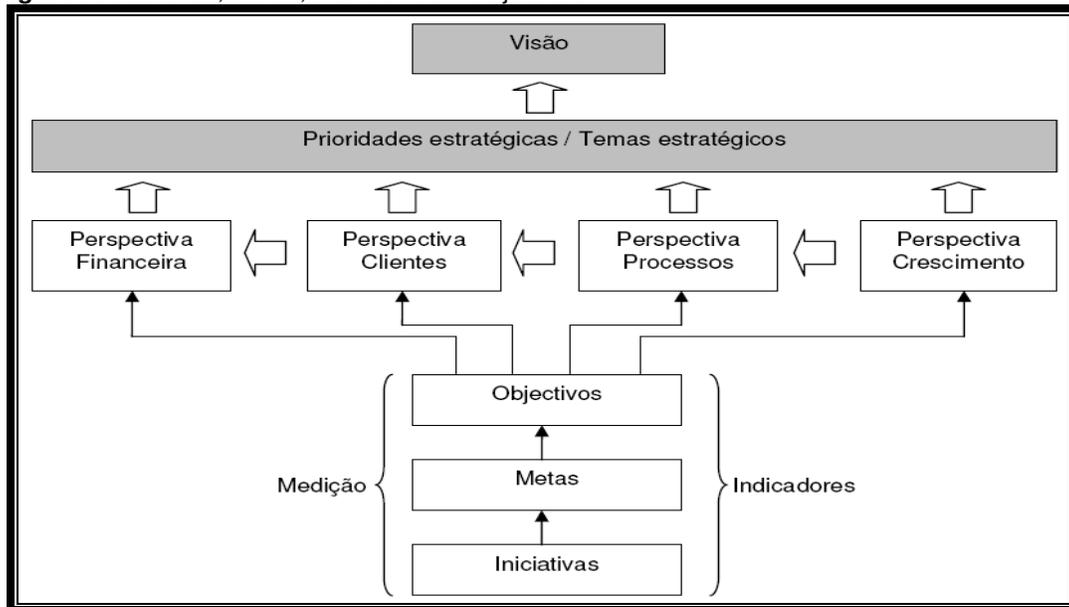 Visão
Prioridades estratégicas / Temas estratégicos
Perspectiva
Financeira
Perspectiva
Clientes
Perspectiva
Processos
Perspectiva
Crescimento
Objectivos
Medição
Metas
Indicadores
Iniciativas